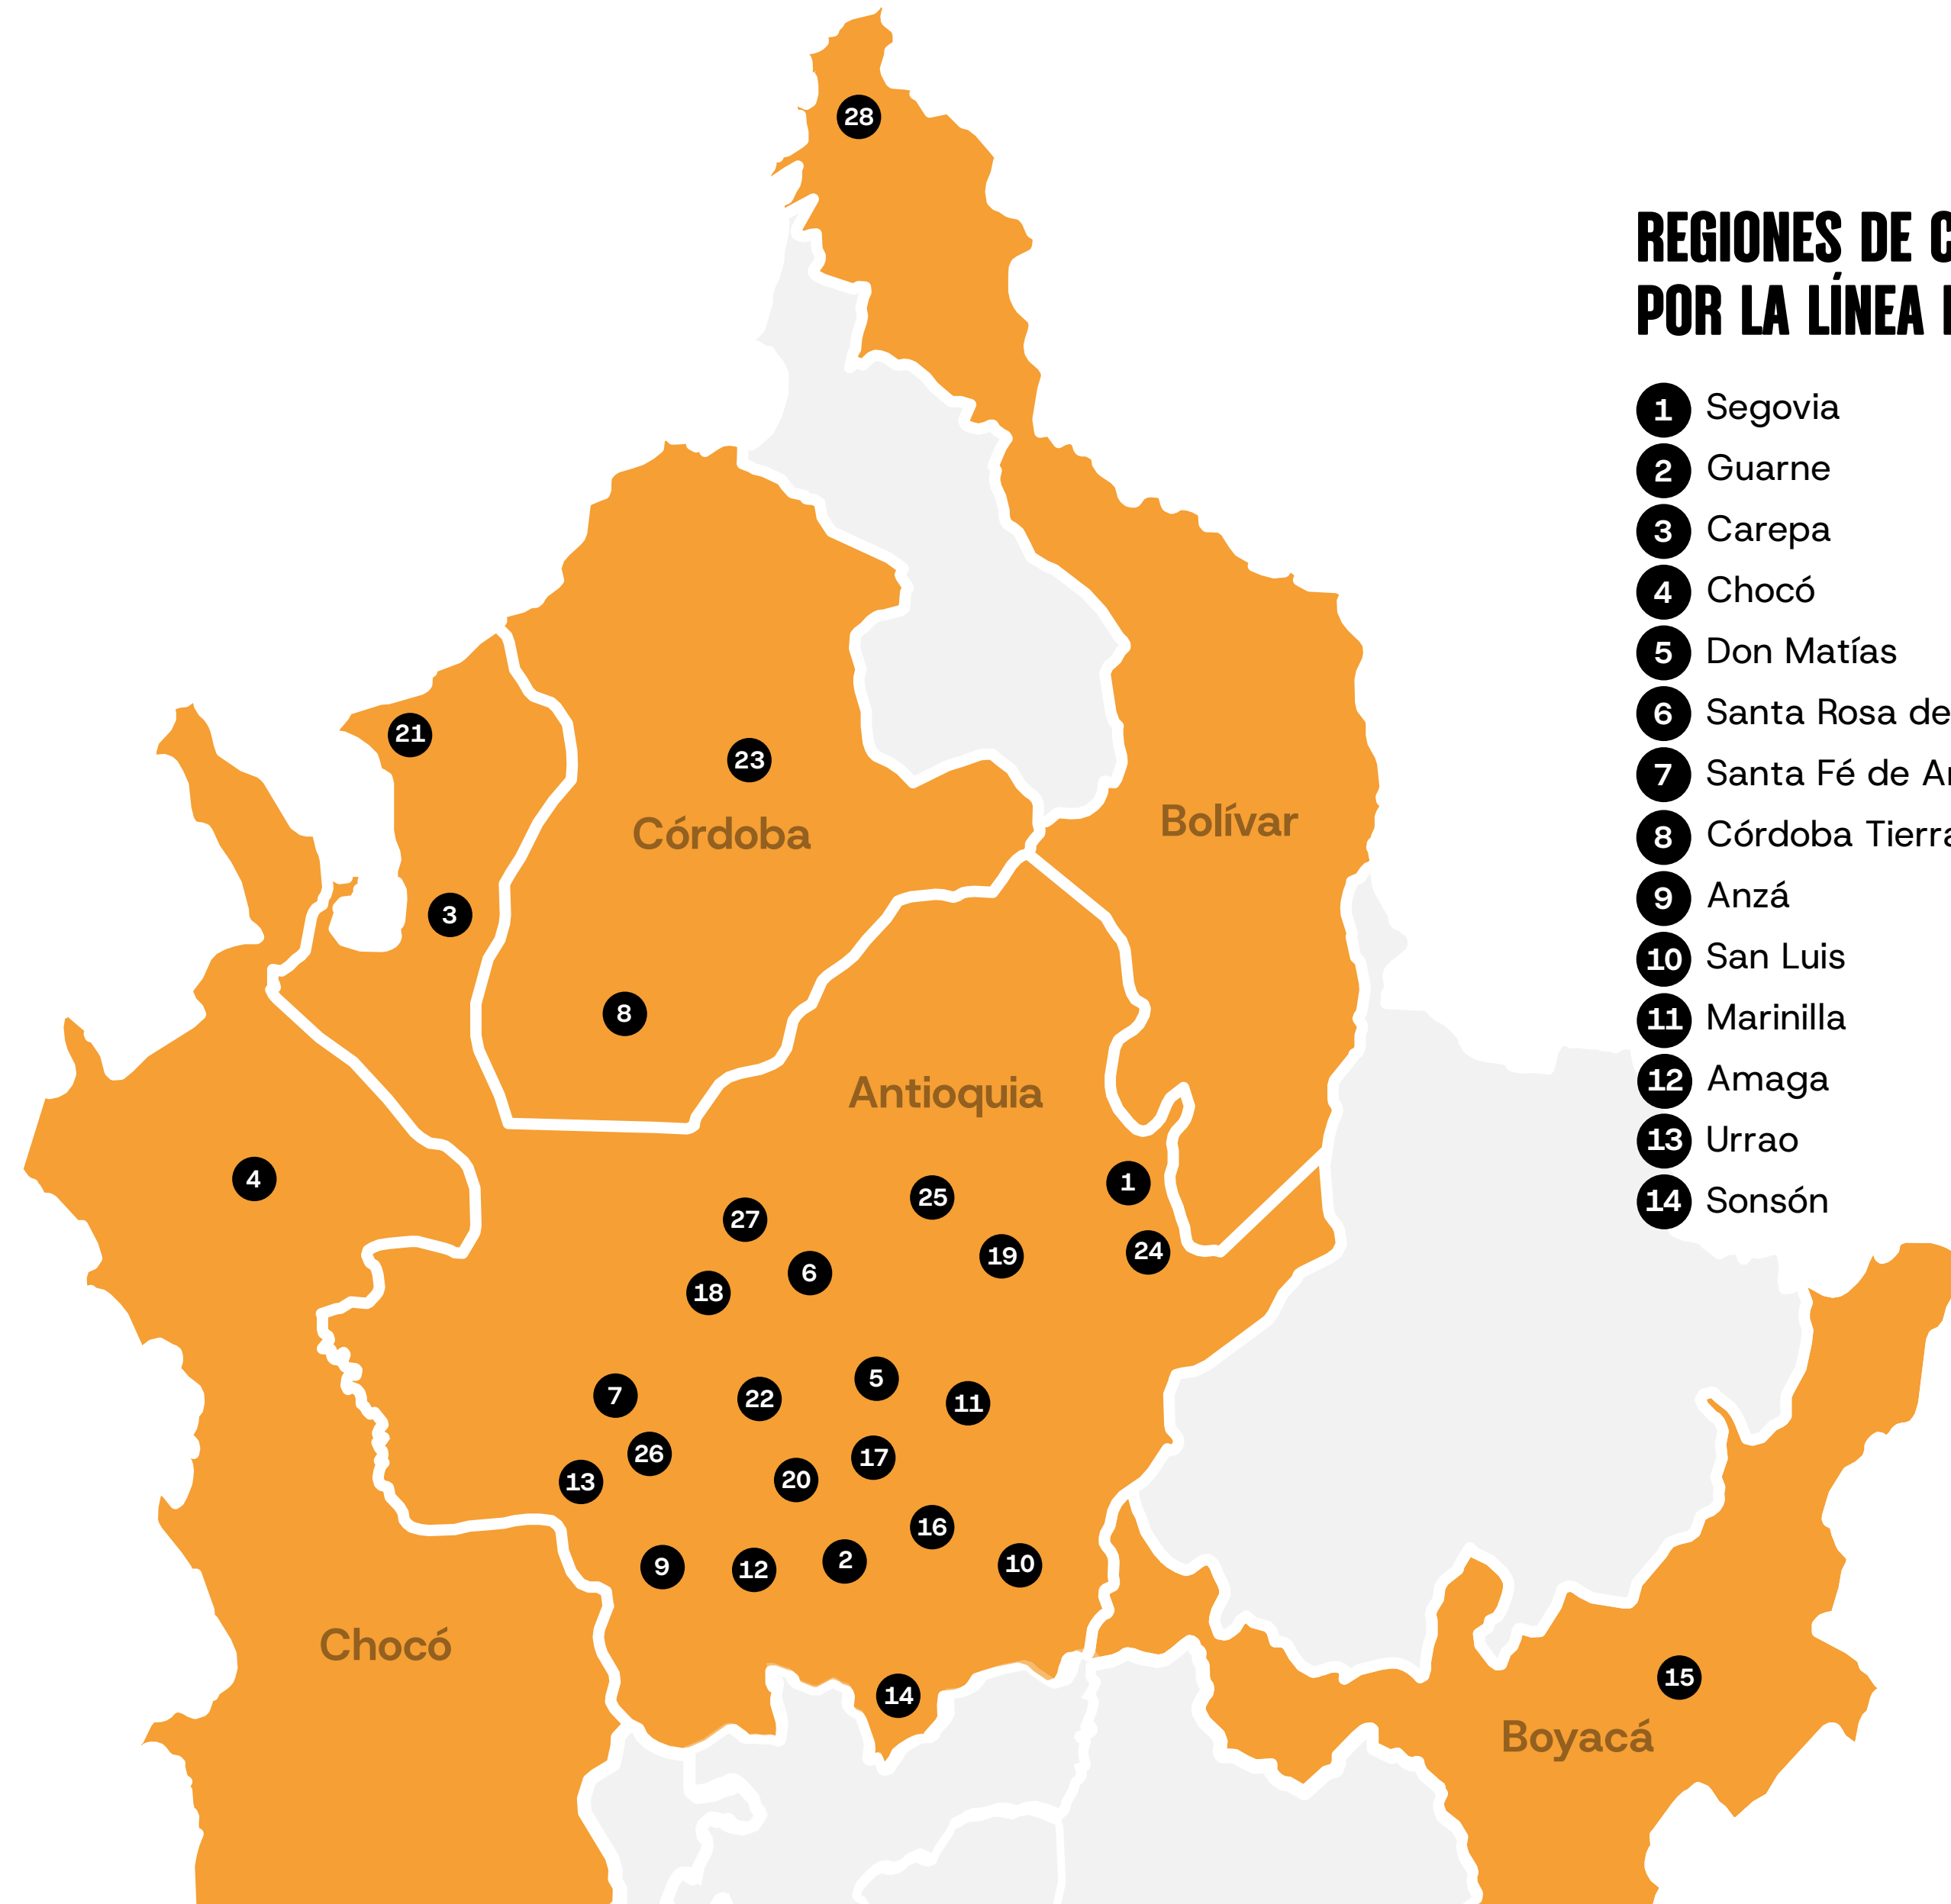 28
21
23
Córdoba
Bolívar
3
8
Antioquia
4
1
25
27
24
19
6
18
5
7
22
11
26
17
13
20
16
2
10
9
12
Chocó
14
15
Boyacá
REGIONES DE
POR LA LÍNEA
1 Segovia
2 Guarne
3 Carepa
4 Chocó
5 Don Matías
6 Santa Rosa de
7 Santa Fé de
8 Córdoba Tierra
9 Anzá
10 San Luis
11 Marinilla
12 Amaga
13 Urrao
14 Sonsón